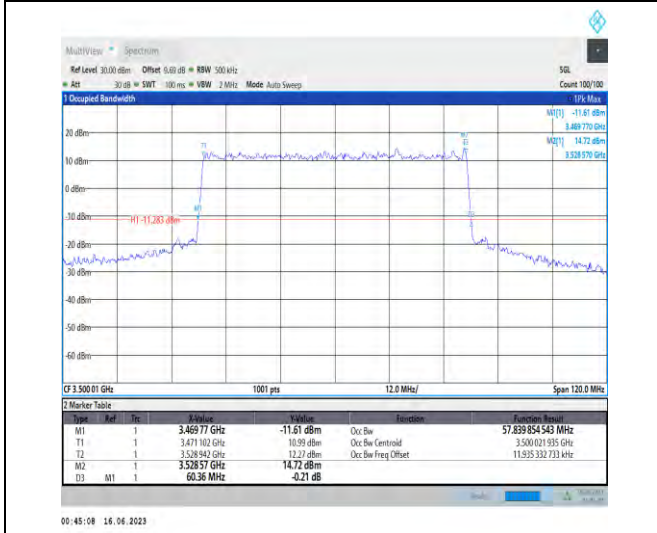 MultiView Spectrum
Ref Level 30.00 dBm Offset 9.69 dB RBW 500 kHz SGL
Att 30 dB SWT 100 ms VBW 2 MHz Mode Auto Sweep Count 100/100
1 Occupied Bandwidth 1Pk Max
M1[1] -11.61 dBm
3.469 770 GHz
M2[1] 14.72 dBm
3.528 570 GHz
20 dBm
T1
10 dBm
0 dBm
M1
-10 dBm
H1 -11.283 dBm
-20 dBm
-30 dBm
-40 dBm
-50 dBm
-60 dBm
CF 3.500 01 GHz 1001 pts 12.0 MHz/ Span 120.0 MHz
2 Marker Table
Type Ref Trc X-Value Y-Value Function Function Result
M1 1 3.469 77 GHz -11.61 dBm Occ Bw 57.839 854 543 MHz
T1 1 3.471 102 GHz 10.99 dBm Occ Bw Centroid 3.500 021 935 GHz
T2 1 3.528 942 GHz 12.27 dBm Occ Bw Freq Offset 11.935 332 733 kHz
M2 1 3.528 57 GHz 14.72 dBm
D3 M1 1 60.36 MHz -0.21 dB
00:45:08 16.06.2023